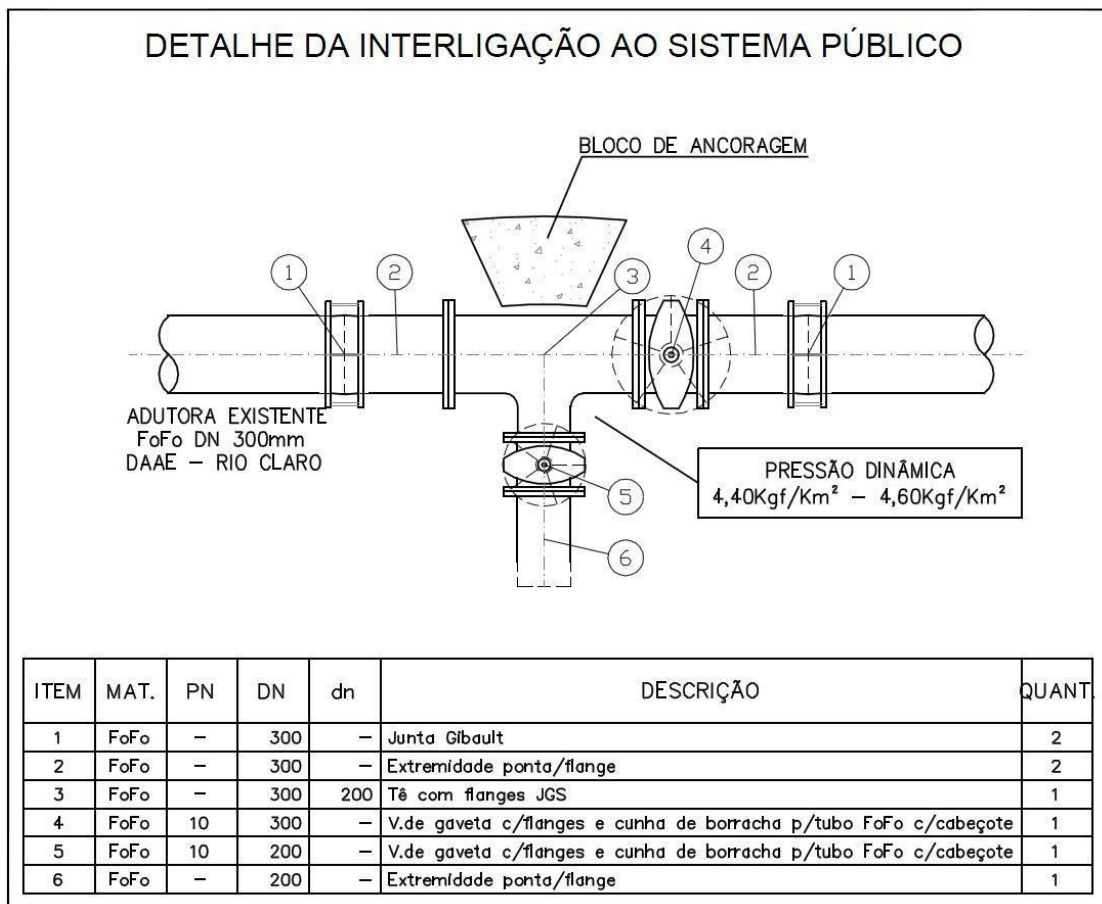 DETALHE DA INTERLIGAÇÃO AO SISTEMA PÚBLICO
BLOCO DE ANCORAGEM
1
2
3
4
2
1
ADUTORA EXISTENTE
FoFo DN 300mm
DAAE – RIO CLARO
PRESSÃO DINÂMICA
4,40Kgf/Km² – 4,60Kgf/Km²
5
6
ITEM MAT. PN DN dn DESCRIÇÃO QUANT.
1 FoFo – 300 – Junta Gibault 2
2 FoFo – 300 – Extremidade ponta/flange 2
3 FoFo – 300 200 Tê com flanges JGS 1
4 FoFo 10 300 – V.de gaveta c/flanges e cunha de borracha p/tubo FoFo c/cabeçote 1
5 FoFo 10 200 – V.de gaveta c/flanges e cunha de borracha p/tubo FoFo c/cabeçote 1
6 FoFo – 200 – Extremidade ponta/flange 1